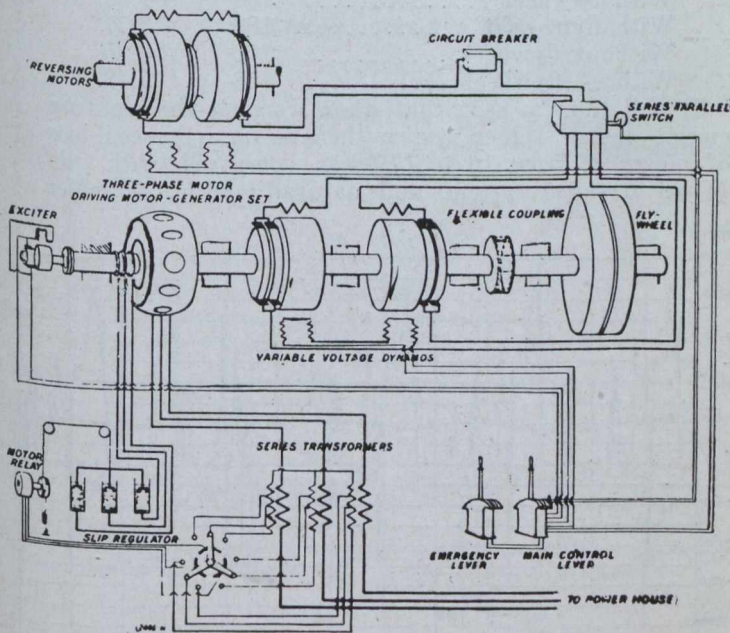 CIRCUIT BREAKER
REVERSING
MOTORS
SERIES PARALLEL
SWITCH
THREE-PHASE MOTOR
DRIVING MOTOR-GENERATOR SET
EXCITER
FLEXIBLE COUPLING
FLY-
WHEEL
VARIABLE VOLTAGE DYNAMOS
SERIES TRANSFORMERS
MOTOR
RELAY
SLIP REGULATOR
EMERGENCY
LEVER
MAIN CONTROL
LEVER
TO POWER HOUSE